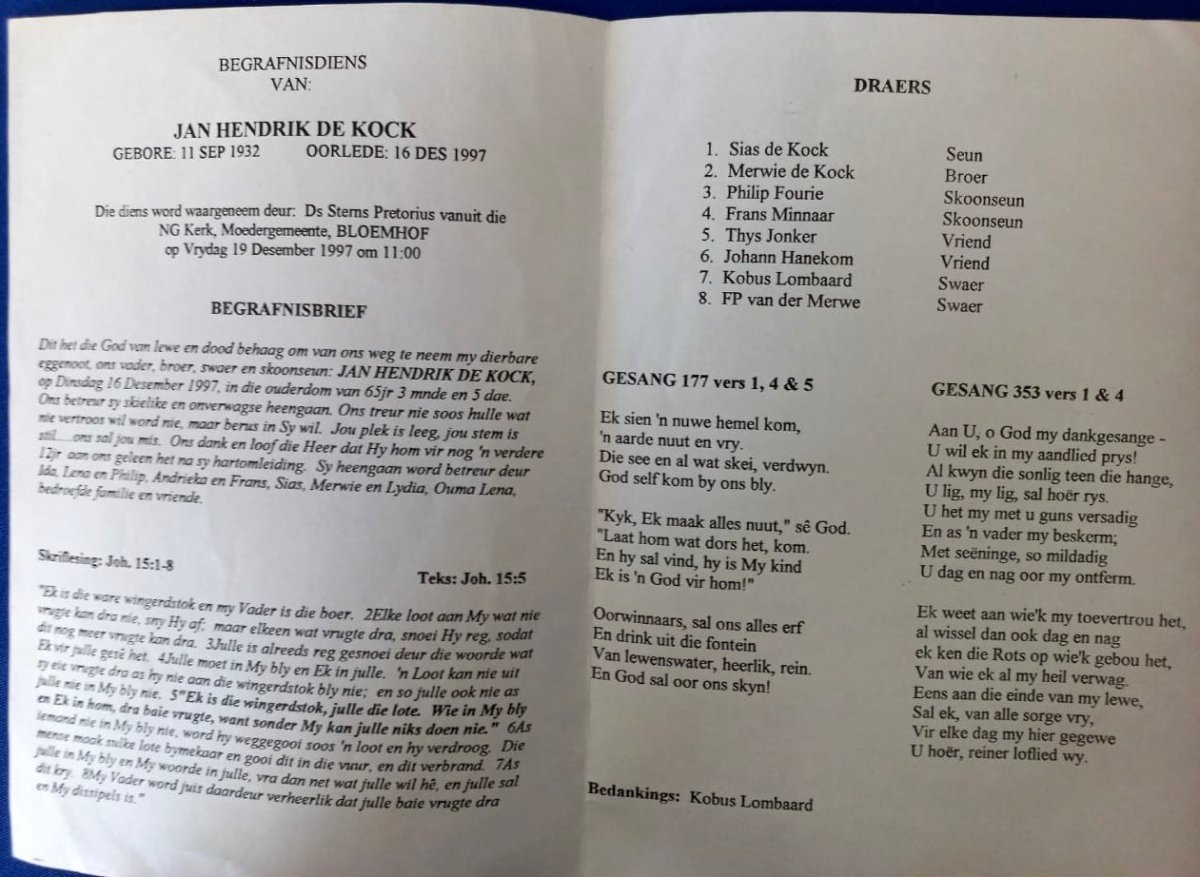 BEGRAFNISDIENS
VAN:
JAN HENDRIK DE KOCK
GEBORE: 11 SEP 1932 OORLEDE: 16 DES 1997
Die diens word waargeneem deur: Ds Sterns Pretorius vanuit die
NG Kerk, Moedergemeente, BLOEMHOF
op Vrydag 19 Desember 1997 om 11:00
BEGRAFNISBRIEF
Dit het die God van lewe en dood behaag om van ons weg te neem my dierbare
eggenoot, ons vader, broer, swaer en skoonseun: JAN HENDRIK DE KOCK,
op Dinsdag 16 Desember 1997, in die ouderdom van 65jr 3 mnde en 5 dae.
Ons betreur sy skielike en onverwagse heengaan. Ons treur nie soos hulle wat
nie vertroos wil word nie, maar berus in Sy wil. Jou plek is leeg, jou stem is
stil.....ons sal jou mis. Ons dank en loof die Heer dat Hy hom vir nog 'n verdere
12jr aan ons geleen het na sy hartomleiding. Sy heengaan word betreur deur
Ida, Lena en Philip, Andrieka en Frans, Sias, Merwie en Lydia, Ouma Lena,
bedroefde familie en vriende.
Skriflesing: Joh. 15:1-8
Teks: Joh. 15:5
"Ek is die ware wingerdstok en my Vader is die boer. 2Elke loot aan My wat nie
vrugte kan dra nie, sny Hy af; maar elkeen wat vrugte dra, snoei Hy reg, sodat
dit nog meer vrugte kan dra. 3Julle is alreeds reg gesnoei deur die woorde wat
Ek vir julle gesê het. 4Julle moet in My bly en Ek in julle. 'n Loot kan nie uit
sy eie vrugte dra as hy nie aan die wingerdstok bly nie; en so julle ook nie as
julle nie in My bly nie. 5"Ek is die wingerdstok, julle die lote. Wie in My bly
en Ek in hom, dra baie vrugte, want sonder My kan julle niks doen nie." 6As
iemand nie in My bly nie, word hy weggegooi soos 'n loot en hy verdroog. Die
mense maak sulke lote bymekaar en gooi dit in die vuur, en dit verbrand. 7As
julle in My bly en My woorde in julle, vra dan net wat julle wil hê, en julle sal
dit kry. 8My Vader word juis daardeur verheerlik dat julle baie vrugte dra
en My dissipels is."
DRAERS
1. Sias de Kock Seun
2. Merwie de Kock Broer
3. Philip Fourie Skoonseun
4. Frans Minnaar Skoonseun
5. Thys Jonker Vriend
6. Johann Hanekom Vriend
7. Kobus Lombaard Swaer
8. FP van der Merwe Swaer
GESANG 177 vers 1, 4 & 5
Ek sien 'n nuwe hemel kom,
'n aarde nuut en vry.
Die see en al wat skei, verdwyn.
God self kom by ons bly.
"Kyk, Ek maak alles nuut," sê God.
"Laat hom wat dors het, kom.
En hy sal vind, hy is My kind
Ek is 'n God vir hom!"
Oorwinnaars, sal ons alles erf
En drink uit die fontein
Van lewenswater, heerlik, rein.
En God sal oor ons skyn!
Bedankings: Kobus Lombaard
GESANG 353 vers 1 & 4
Aan U, o God my dankgesange -
U wil ek in my aandlied prys!
Al kwyn die sonlig teen die hange,
U lig, my lig, sal hoër rys.
U het my met u guns versadig
En as 'n vader my beskerm;
Met seëninge, so mildadig
U dag en nag oor my ontferm.
Ek weet aan wie'k my toevertrou het,
al wissel dan ook dag en nag
ek ken die Rots op wie'k gebou het,
Van wie ek al my heil verwag.
Eens aan die einde van my lewe,
Sal ek, van alle sorge vry,
Vir elke dag my hier gegewe
U hoër, reiner loflied wy.